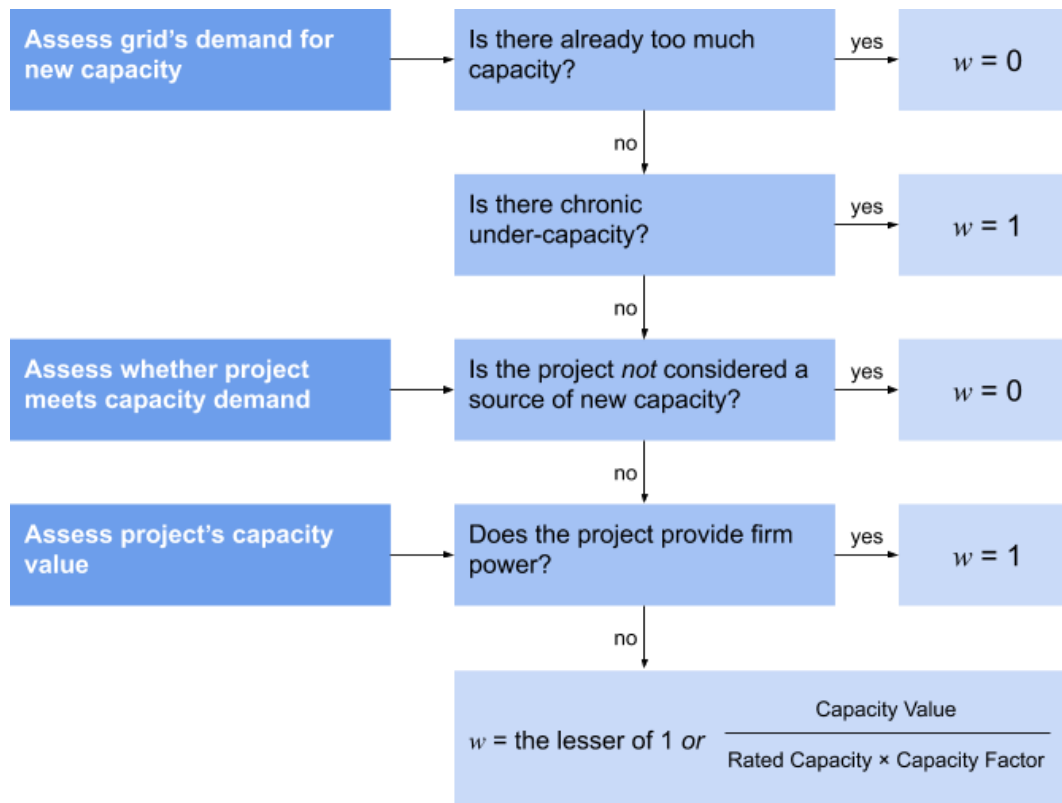 Assess grid's demand for
new capacity
Is there already too much
capacity?
yes
w = 0
no
Is there chronic
under-capacity?
yes
w = 1
no
Assess whether project
meets capacity demand
Is the project not considered a
source of new capacity?
yes
w = 0
no
Assess project's capacity
value
Does the project provide firm
power?
yes
w = 1
no
w = the lesser of 1 or
Capacity Value
Rated Capacity × Capacity Factor